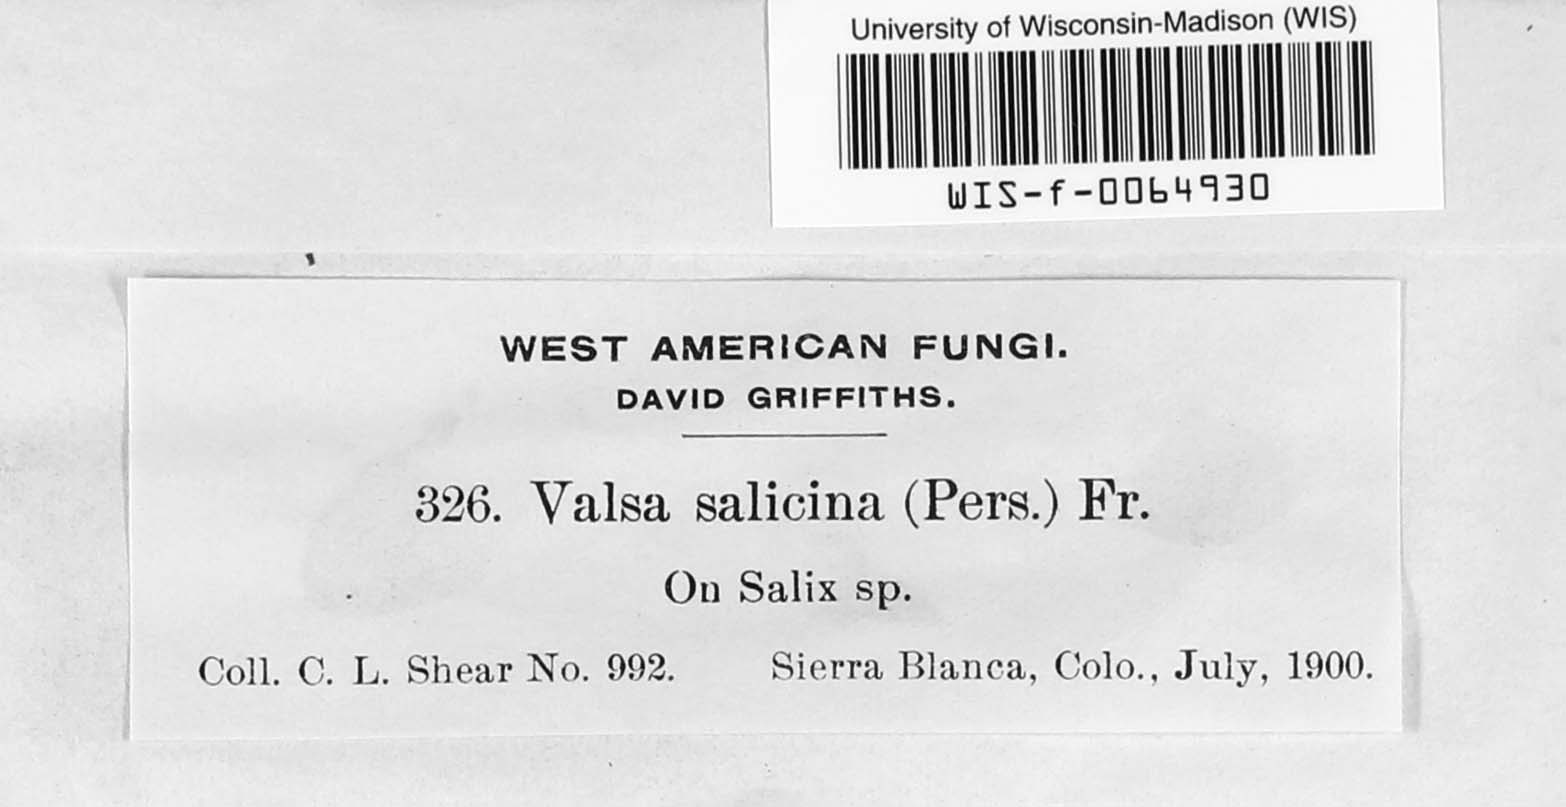 University of Wisconsin-Madison (WIS)
WIS-f-0064930
WEST AMERICAN FUNGI.
DAVID GRIFFITHS.
326. Valsa salicina (Pers.) Fr.
On Salix sp.
Coll. C. L. Shear No. 992. Sierra Blanca, Colo., July, 1900.